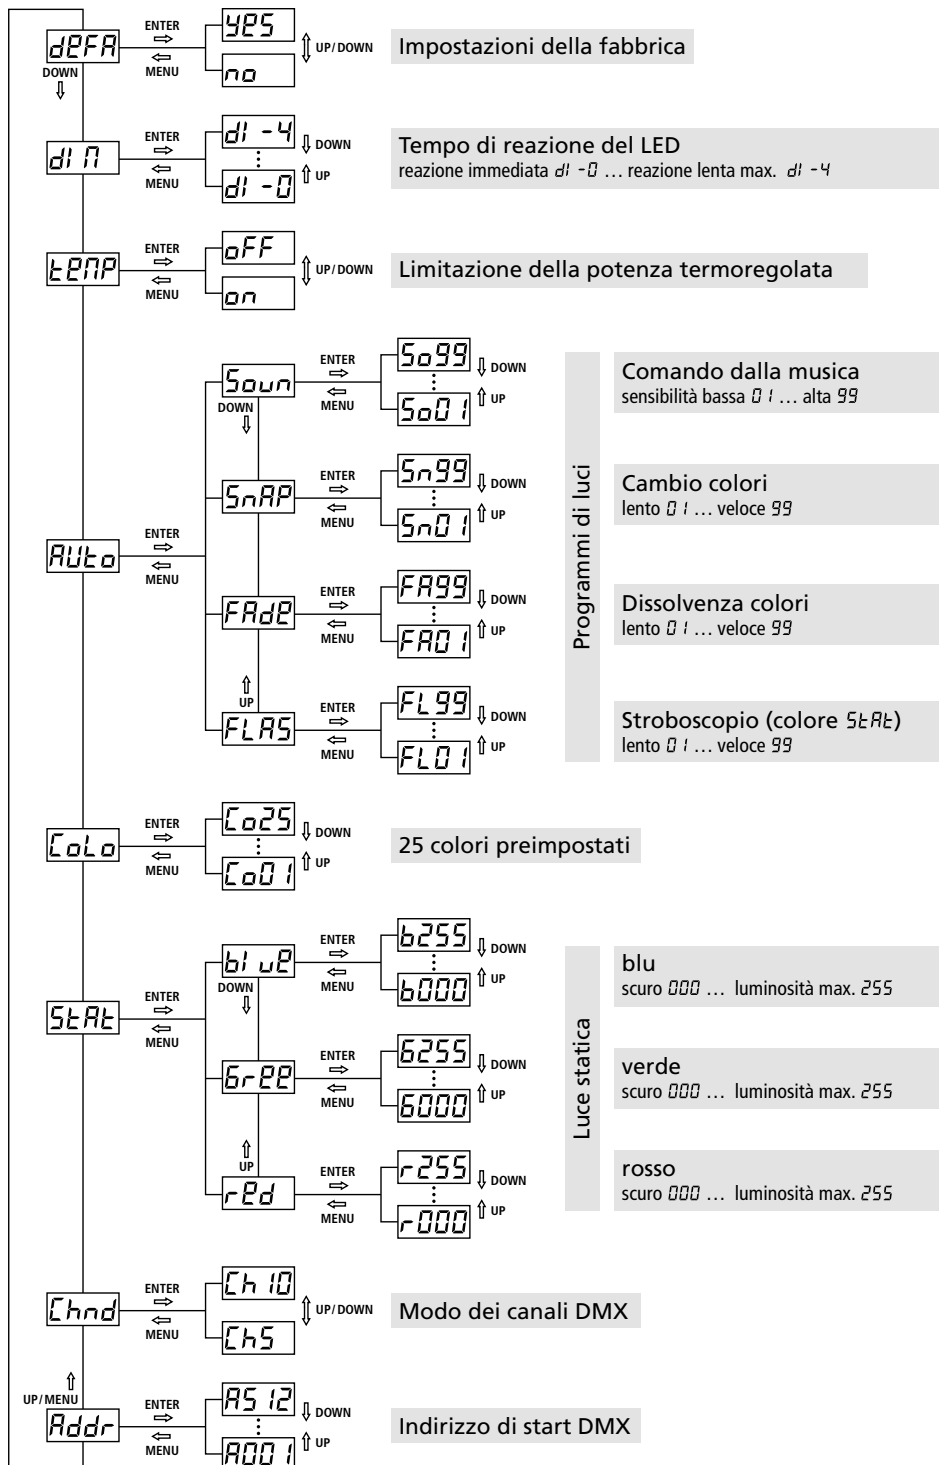 dEFA
ENTER
MENU
DOWN
YES
no
UP/DOWN
Impostazioni della fabbrica
diM
ENTER
MENU
di-4
di-0
DOWN
UP
Tempo di reazione del LED
reazione immediata di-0 … reazione lenta max. di-4
tEMP
ENTER
MENU
oFF
on
UP/DOWN
Limitazione della potenza termoregolata
AUto
ENTER
MENU
Soun
DOWN
ENTER
MENU
So99
So01
DOWN
UP
Programmi di luci
Comando dalla musica
sensibilità bassa 01 … alta 99
SnAP
ENTER
MENU
Sn99
Sn01
DOWN
UP
Cambio colori
lento 01 … veloce 99
FAdE
ENTER
MENU
FA99
FA01
DOWN
UP
Dissolvenza colori
lento 01 … veloce 99
UP
FLAS
ENTER
MENU
FL99
FL01
DOWN
UP
Stroboscopio (colore StAt)
lento 01 … veloce 99
CoLo
ENTER
MENU
Co25
Co01
DOWN
UP
25 colori preimpostati
StAt
ENTER
MENU
bluE
DOWN
ENTER
MENU
b255
b000
DOWN
UP
Luce statica
blu
scuro 000 … luminosità max. 255
GrEE
ENTER
MENU
G255
G000
DOWN
UP
verde
scuro 000 … luminosità max. 255
UP
rEd
ENTER
MENU
r255
r000
DOWN
UP
rosso
scuro 000 … luminosità max. 255
Chnd
ENTER
MENU
Ch10
Ch5
UP/DOWN
Modo dei canali DMX
UP/MENU
Addr
ENTER
MENU
A512
A001
DOWN
UP
Indirizzo di start DMX